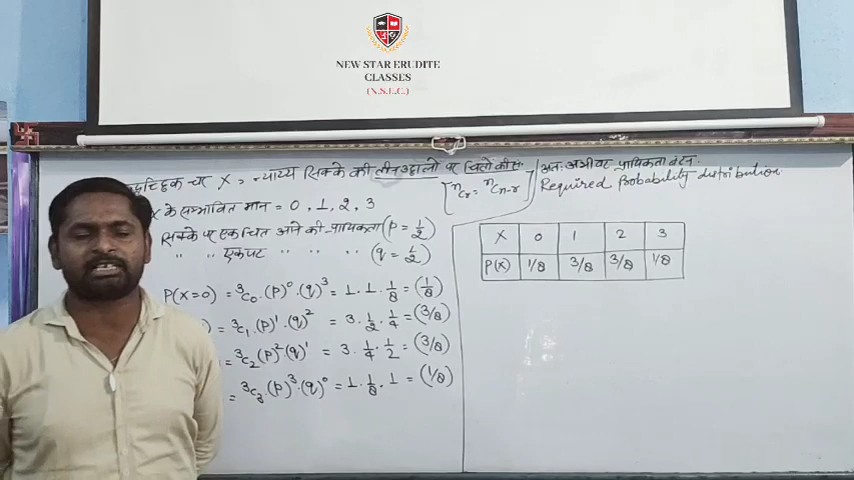 NEW STAR ERUDITE
CLASSES
(N.S.E.C.)
चर X = न्याय्य सिक्के की तीन उछालों पर चितों की सं.
[ⁿcᵣ = ⁿcₙ₋ᵣ]
X के सम्भावित मान = 0, 1, 2, 3
सिक्के पर एक चित आने की प्रायिकता (p = 1/2)
" " एक पट " " " (q = 1/2)
P(X=0) = ³c₀.(p)⁰.(q)³ = 1. 1. 1/8 = (1/8)
) = ³c₁.(p)¹.(q)² = 3. 1/2. 1/4 = (3/8)
= ³c₂.(p)².(q)¹ = 3. 1/4. 1/2 = (3/8)
= ³c₃.(p)³.(q)⁰ = 1. 1/8. 1 = (1/8)
अतः अभीष्ट प्रायिकता बंटन.
Required Probability distribution
X 0 1 2 3
P(X) 1/8 3/8 3/8 1/8